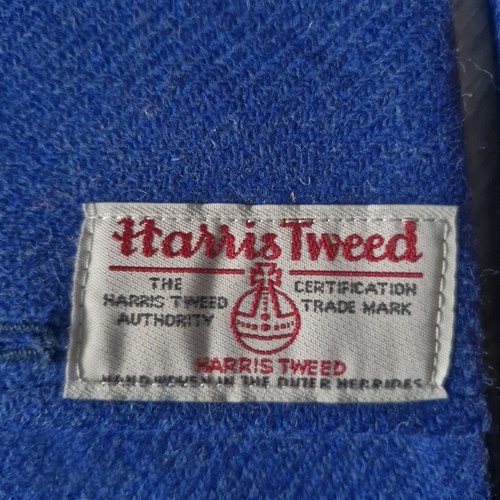 Harris Tweed
THE CERTIFICATION
HARRIS TWEED TRADE MARK
AUTHORITY
HARRIS TWEED
HANDWOVEN IN THE OUTER HEBRIDES